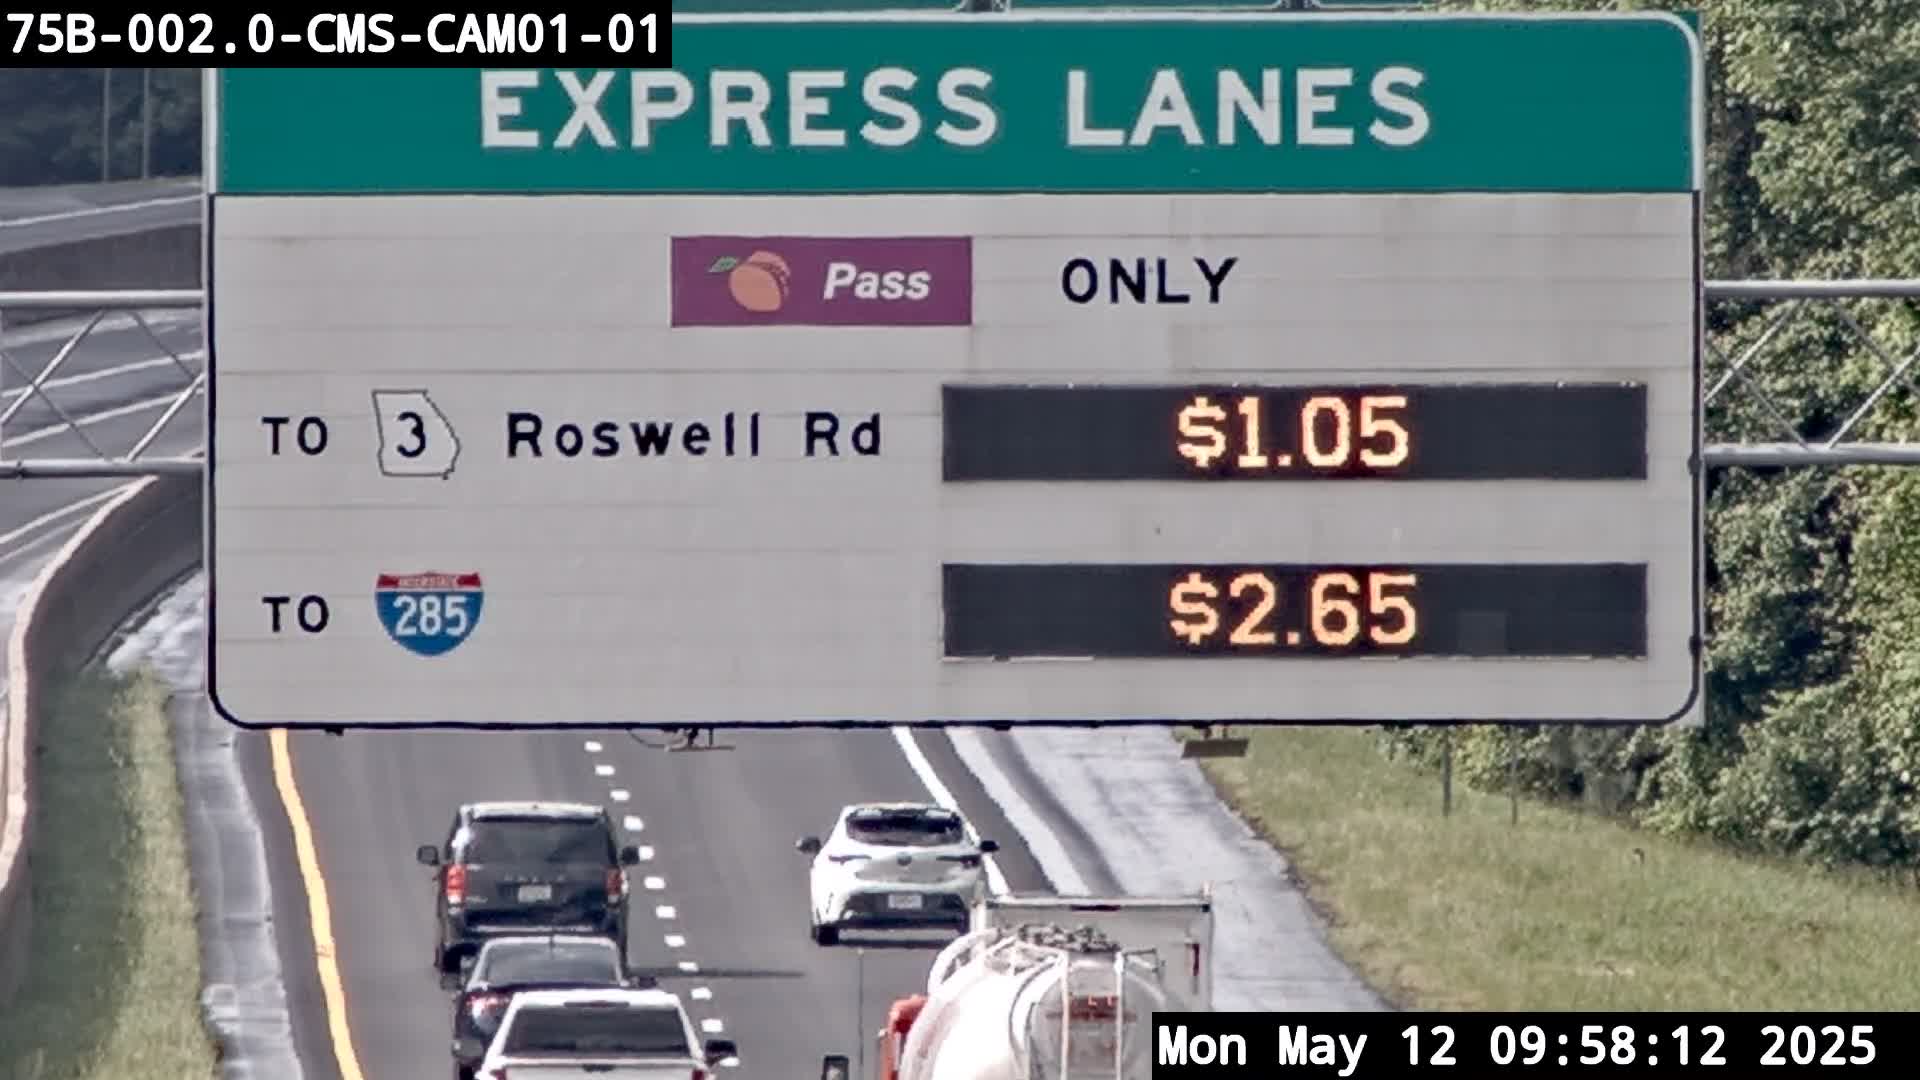 75B-002.0-CMS-CAM01-01
EXPRESS LANES
Pass ONLY
TO 3 Roswell Rd $1.05
INTERSTATE
TO 285 $2.65
Mon May 12 09:58:12 2025